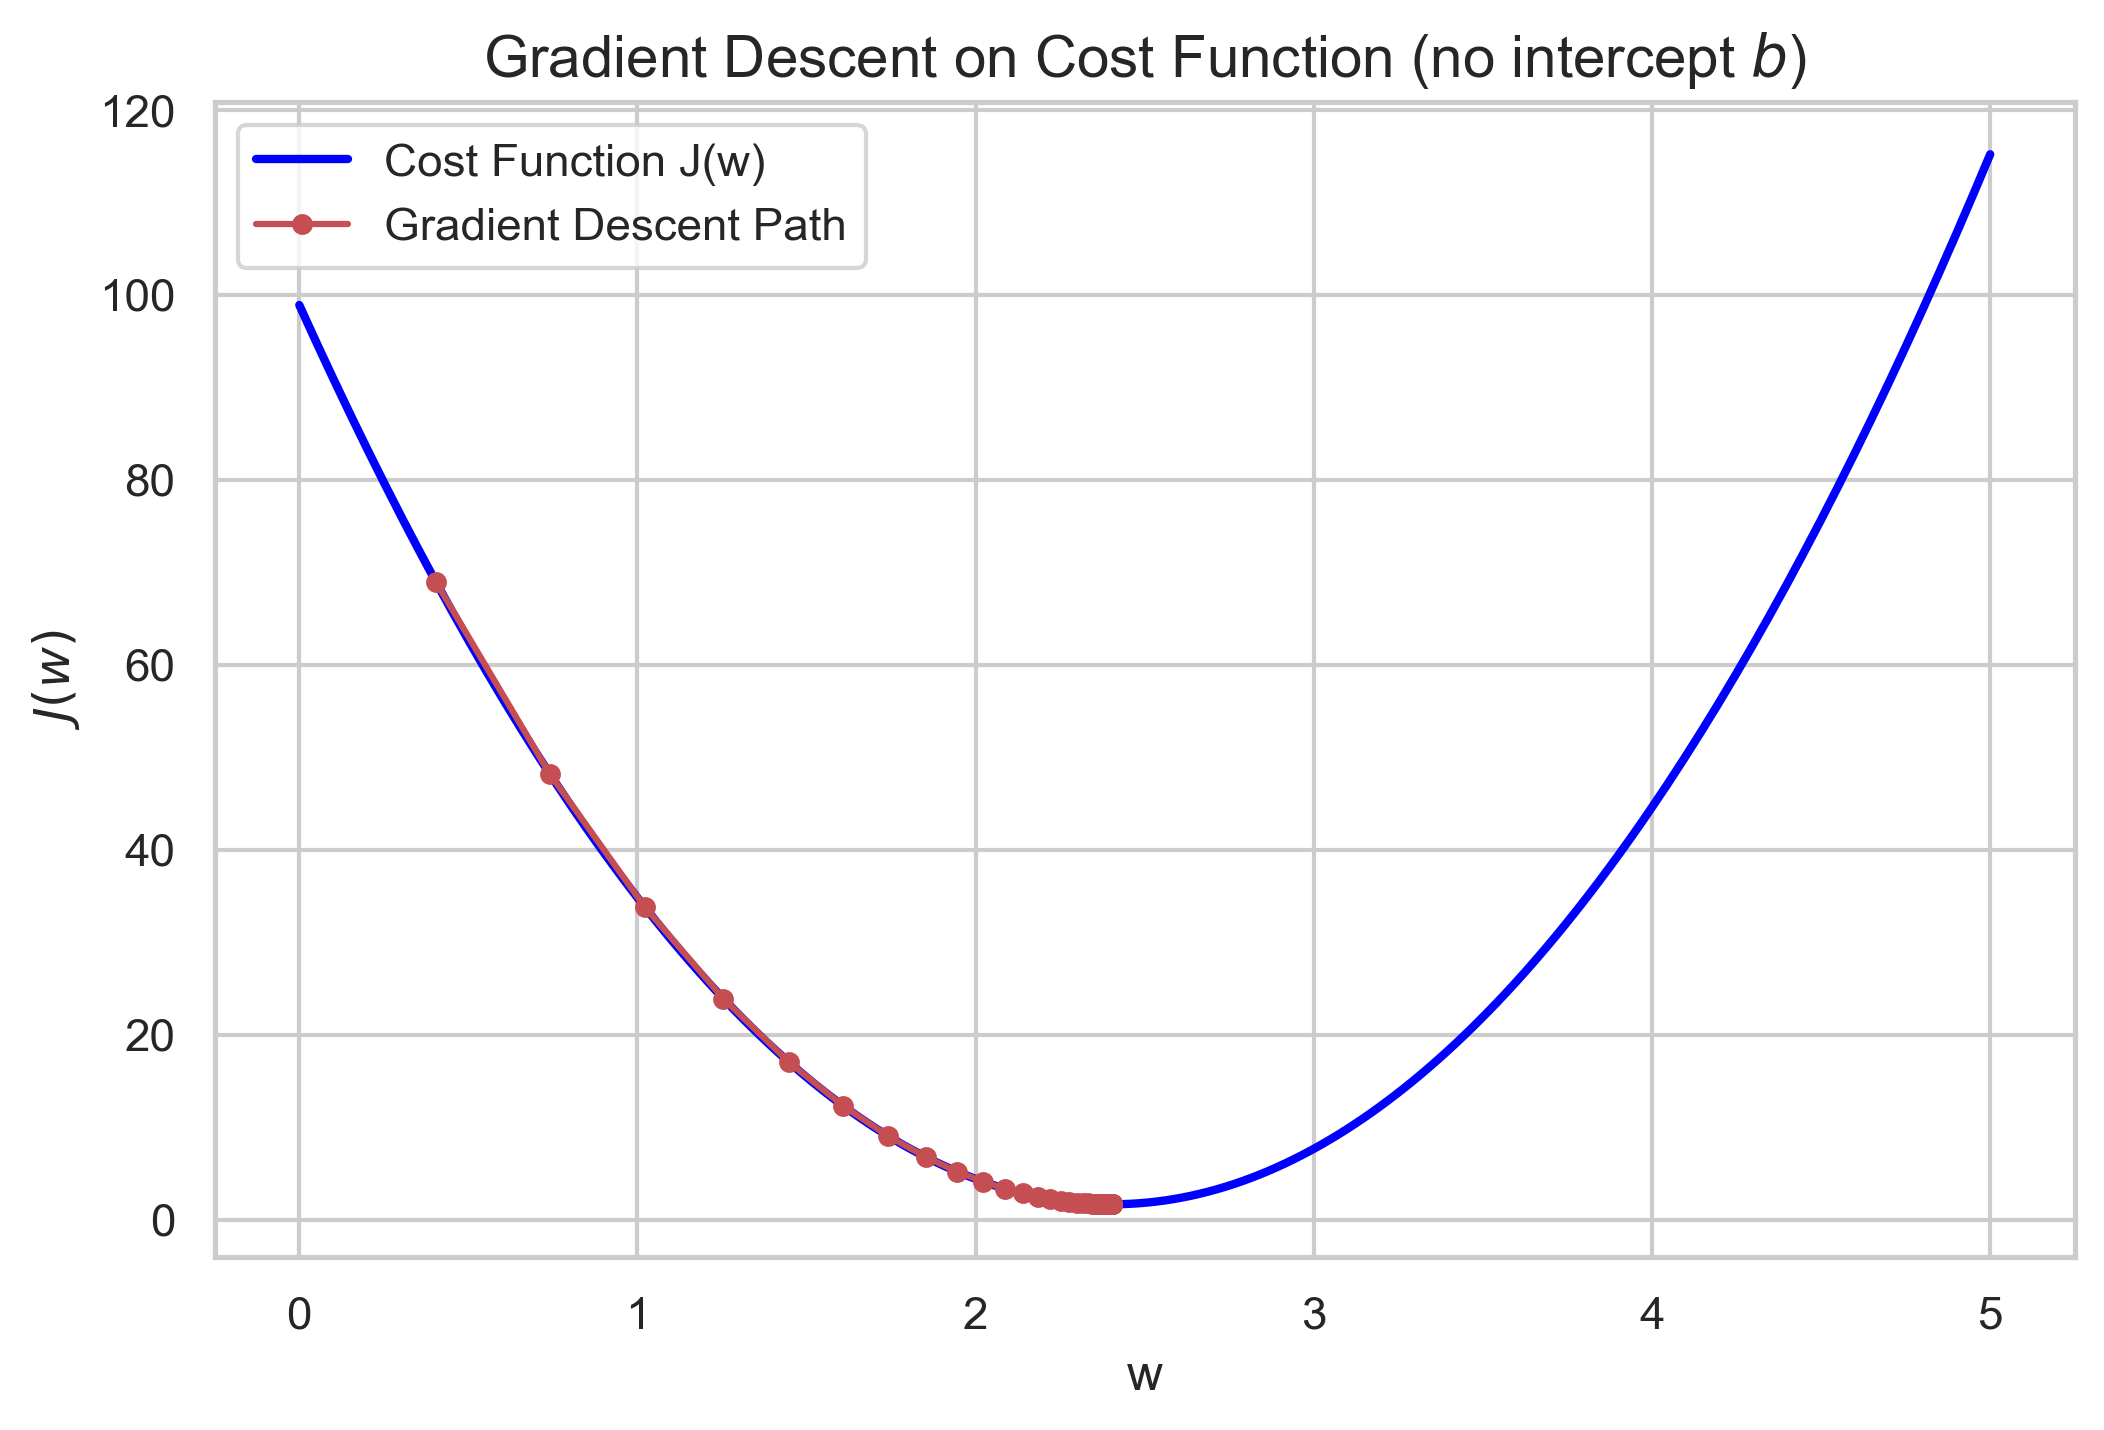 Gradient Descent on Cost Function (no intercept b)
120
100
80
60
40
20
0
Cost Function J(w)
Gradient Descent Path
J(w)
0 1 2 3 4 5
w